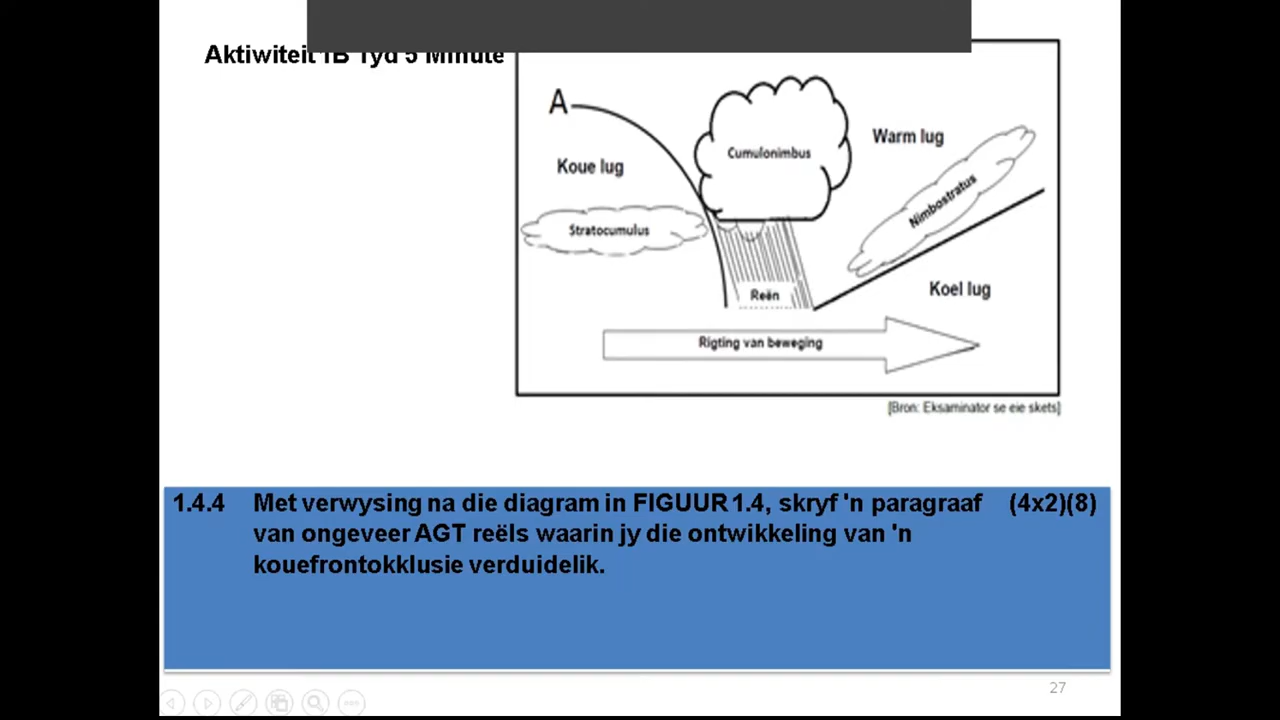 Aktiwiteit 1B Tyd 5 Minute
A
Koue lug
Cumulonimbus
Warm lug
Stratocumulus
Nimbostratus
Reën
Koel lug
Rigting van beweging
[Bron: Eksaminator se eie skets]
1.4.4 Met verwysing na die diagram in FIGUUR 1.4, skryf 'n paragraaf (4x2)(8)
van ongeveer AGT reëls waarin jy die ontwikkeling van 'n
kouefrontokklusie verduidelik.
27